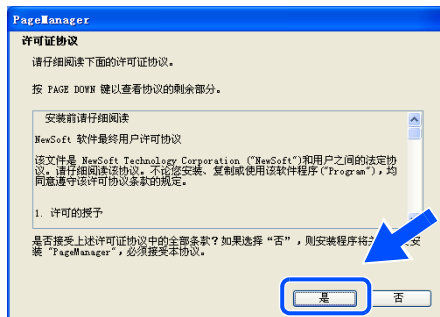 PageManager
许可证协议
请仔细阅读下面的许可证协议。
按 PAGE DOWN 键以查看协议的剩余部分。
安装前请仔细阅读
NewSoft 软件最终用户许可协议
该文件是 NewSoft Technology Corporation ("NewSoft")和用户之间的法定协
议。请仔细阅读该协议。不论您安装、复制或使用该软件程序("Program")，均
同意遵守该许可协议条款的规定。
1. 许可的授予
是否接受上述许可证协议中的全部条款？如果选择“否”，则安装程序将关
装 “PageManager”，必须接受本协议。
是
否